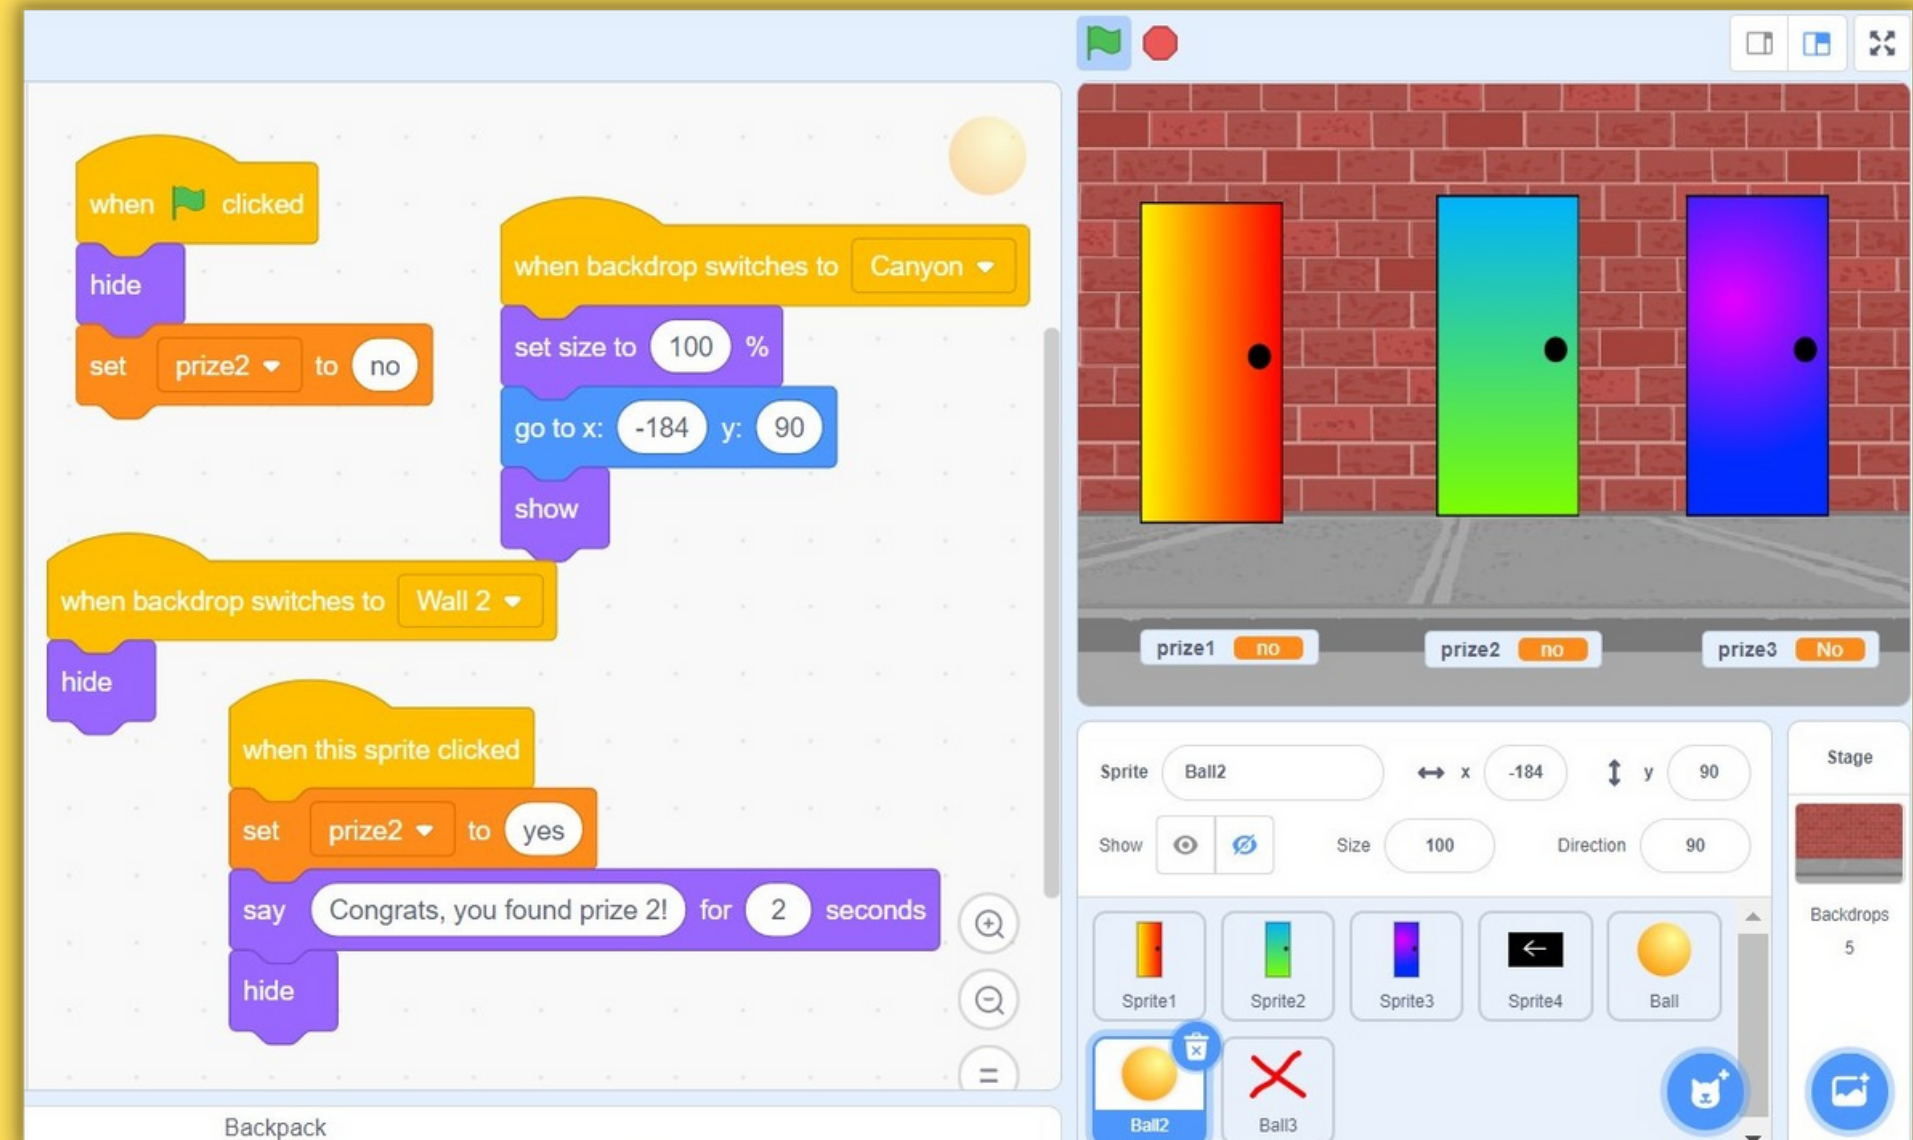 when clicked
hide
set prize2 to no
when backdrop switches to Canyon
set size to 100 %
go to x: -184 y: 90
show
when backdrop switches to Wall 2
hide
when this sprite clicked
set prize2 to yes
say Congrats, you found prize 2! for 2 seconds
hide
Backpack
prize1 no
prize2 no
prize3 No
Sprite Ball2 x -184 y 90
Show Size 100 Direction 90
Sprite1 Sprite2 Sprite3 Sprite4 Ball
Ball2 Ball3
Stage
Backdrops
5